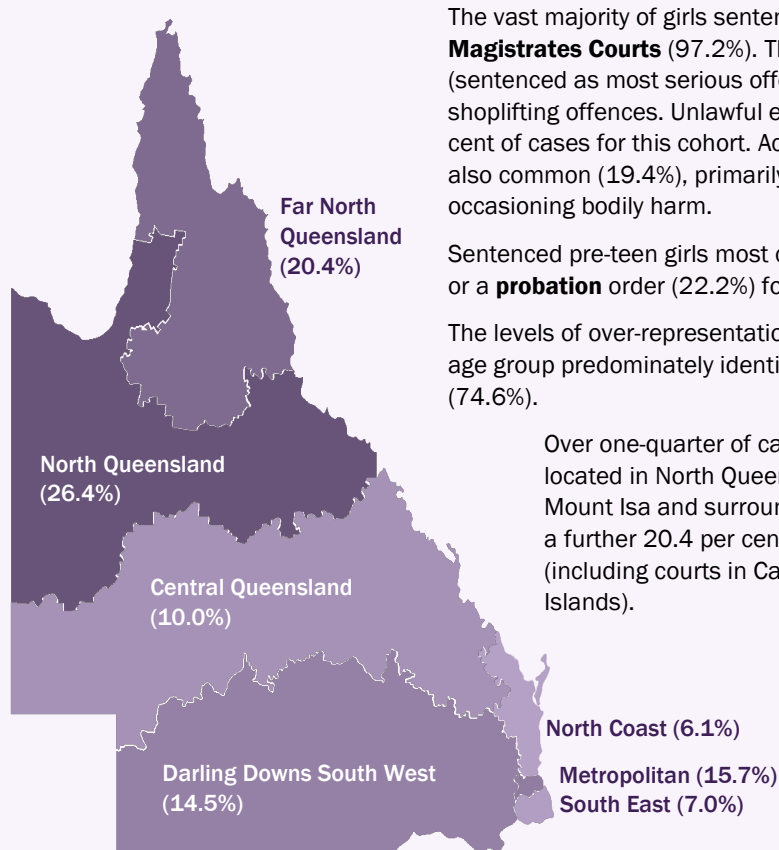 The vast majority of girls senten
Magistrates Courts (97.2%). Th
(sentenced as most serious offe
shoplifting offences. Unlawful e
cent of cases for this cohort. Ac
also common (19.4%), primarily
occasioning bodily harm.
Sentenced pre-teen girls most o
or a probation order (22.2%) fo
The levels of over-representatio
age group predominately identi
(74.6%).
Over one-quarter of ca
located in North Queen
Mount Isa and surroun
a further 20.4 per cen
(including courts in Ca
Islands).
Far North
Queensland
(20.4%)
North Queensland
(26.4%)
Central Queensland
(10.0%)
North Coast (6.1%)
Darling Downs South West
(14.5%)
Metropolitan (15.7%)
South East (7.0%)